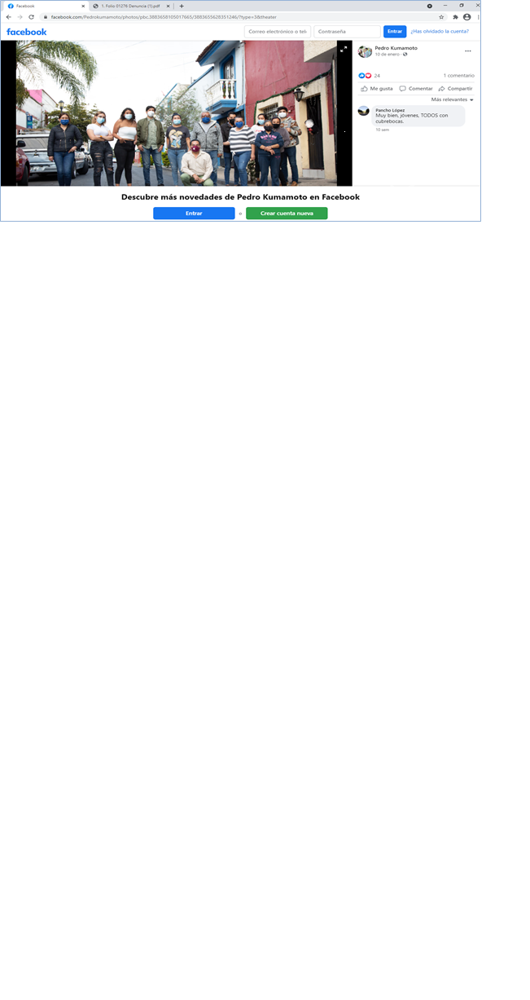 Facebook
1. Folio 01276 Denuncia (1).pdf
facebook.com/Pedrokumamoto/photos/pbc.3883658105017665/3883655628351246/?type=3&theater
facebook
Correo electrónico o tel
Contraseña
Entrar
¿Has olvidado la cuenta?
Pedro Kumamoto
10 de enero ·
24
1 comentario
Me gusta
Comentar
Compartir
Más relevantes
Pancho López
Muy bien, jóvenes, TODOS con
cubrebocas.
10 sem
Descubre más novedades de Pedro Kumamoto en Facebook
Entrar
o
Crear cuenta nueva